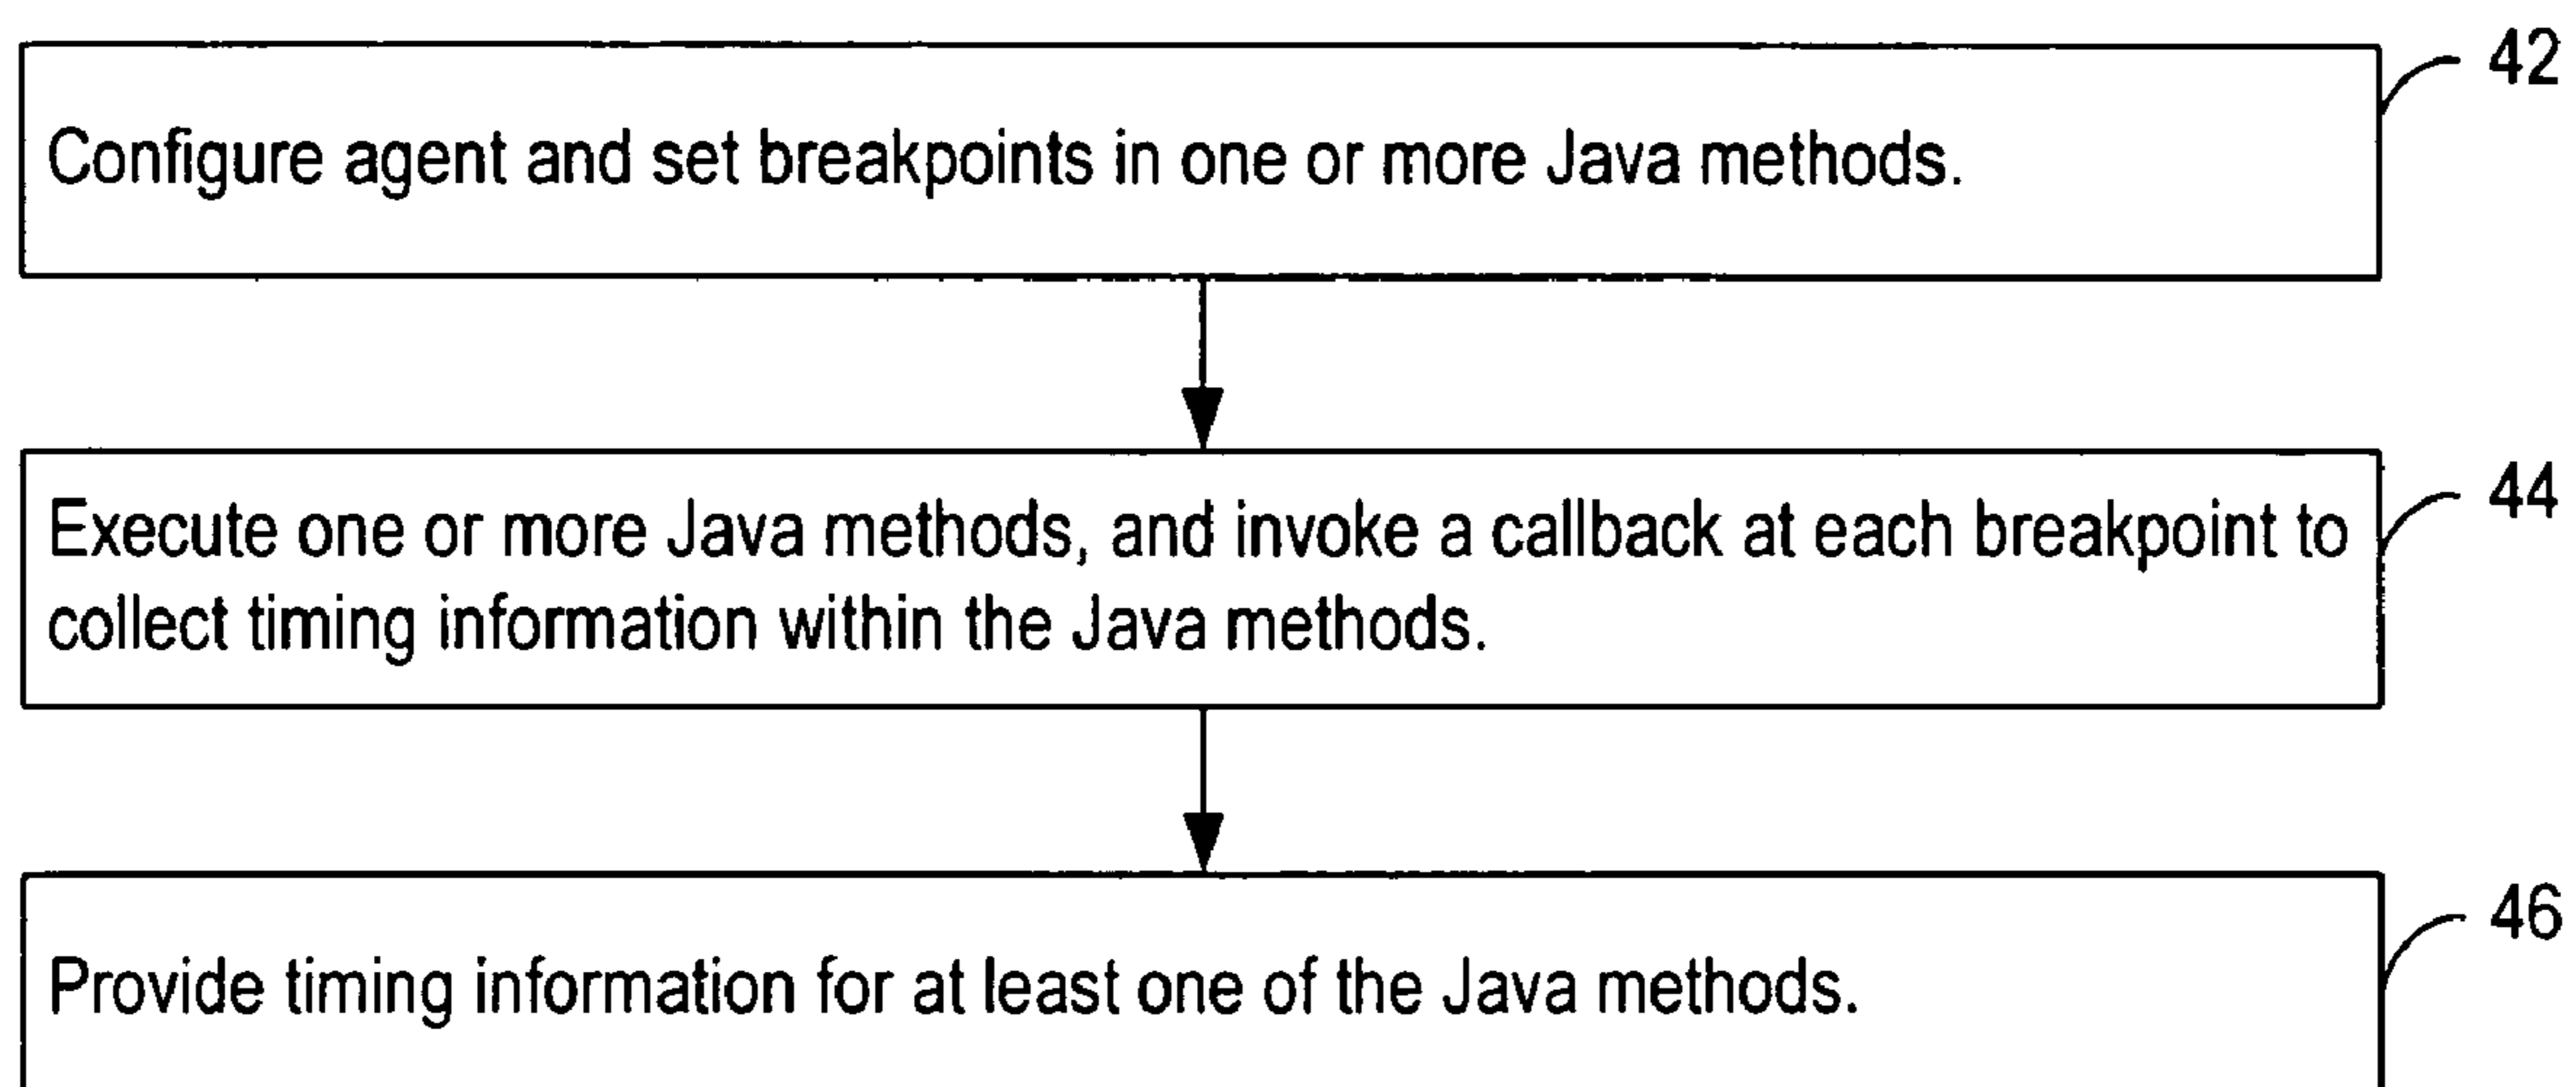 42
Configure agent and set breakpoints in one or more Java methods.
44
Execute one or more Java methods, and invoke a callback at each breakpoint to
collect timing information within the Java methods.
46
Provide timing information for at least one of the Java methods.